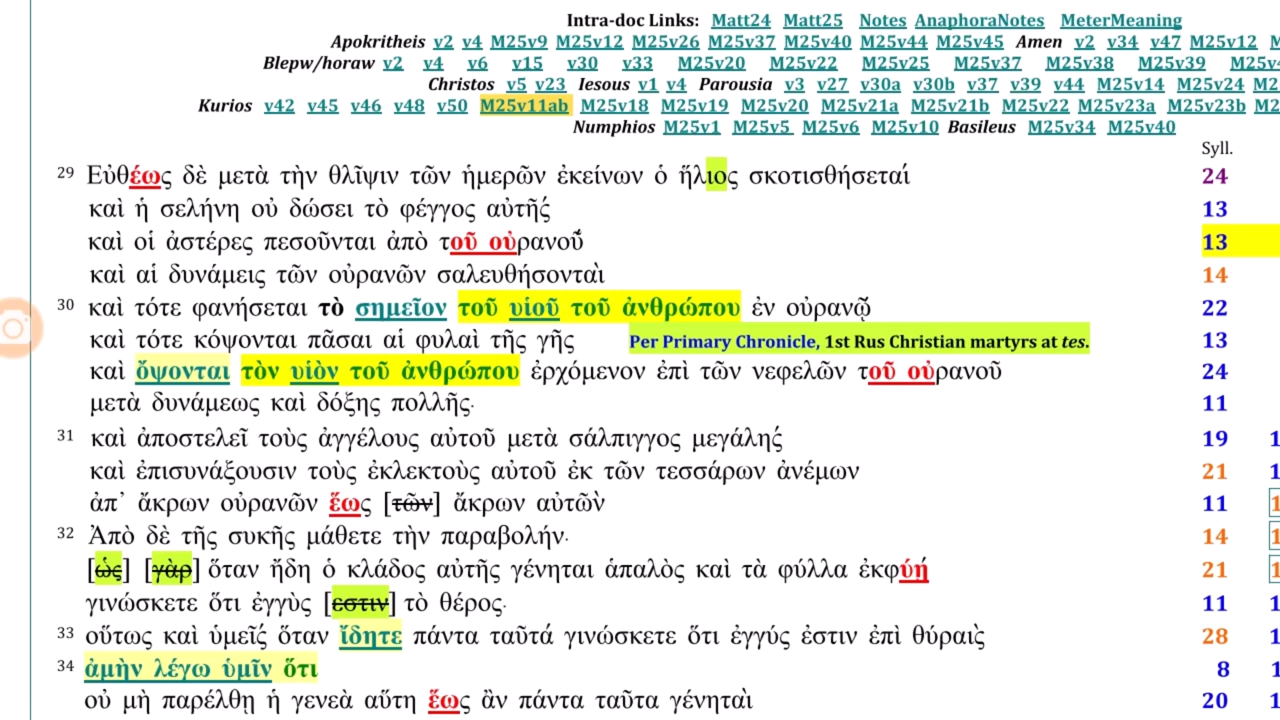 Intra-doc Links: Matt24 Matt25 Notes AnaphoraNotes MeterMeaning
Apokritheis v2 v4 M25v9 M25v12 M25v26 M25v37 M25v40 M25v44 M25v45 Amen v2 v34 v47 M25v12
Blepw/horaw v2 v4 v6 v15 v30 v33 M25v20 M25v22 M25v25 M25v37 M25v38 M25v39
Christos v5 v23 Iesous v1 v4 Parousia v3 v27 v30a v30b v37 v39 v44 M25v14 M25v24
Kurios v42 v45 v46 v48 v50 M25v11ab M25v18 M25v19 M25v20 M25v21a M25v21b M25v22 M25v23a M25v23b
Numphios M25v1 M25v5 M25v6 M25v10 Basileus M25v34 M25v40
Syll.
29 Εὐθέως δὲ μετὰ τὴν θλῖψιν τῶν ἡμερῶν ἐκείνων ὁ ἥλιος σκοτισθήσεταί 24
καὶ ἡ σελήνη οὐ δώσει τὸ φέγγος αὐτῆς 13
καὶ οἱ ἀστέρες πεσοῦνται ἀπὸ τοῦ οὐρανοῦ 13
καὶ αἱ δυνάμεις τῶν οὐρανῶν σαλευθήσονταὶ 14
30 καὶ τότε φανήσεται τὸ σημεῖον τοῦ υἱοῦ τοῦ ἀνθρώπου ἐν οὐρανῷ 22
καὶ τότε κόψονται πᾶσαι αἱ φυλαὶ τῆς γῆς Per Primary Chronicle, 1st Rus Christian martyrs at tes. 13
καὶ ὄψονται τὸν υἱὸν τοῦ ἀνθρώπου ἐρχόμενον ἐπὶ τῶν νεφελῶν τοῦ οὐρανοῦ 24
μετὰ δυνάμεως καὶ δόξης πολλῆς· 11
31 καὶ ἀποστελεῖ τοὺς ἀγγέλους αὐτοῦ μετὰ σάλπιγγος μεγάλης 19
καὶ ἐπισυνάξουσιν τοὺς ἐκλεκτοὺς αὐτοῦ ἐκ τῶν τεσσάρων ἀνέμων 21
ἀπ᾽ ἄκρων οὐρανῶν ἕως [τῶν] ἄκρων αὐτῶν 11
32 Ἀπὸ δὲ τῆς συκῆς μάθετε τὴν παραβολήν· 14
[ὡς] [γὰρ] ὅταν ἤδη ὁ κλάδος αὐτῆς γένηται ἁπαλὸς καὶ τὰ φύλλα ἐκφύῃ 21
γινώσκετε ὅτι ἐγγὺς [εστιν] τὸ θέρος· 11
33 οὕτως καὶ ὑμεῖς ὅταν ἴδητε πάντα ταῦτά γινώσκετε ὅτι ἐγγύς ἐστιν ἐπὶ θύραις 28
34 ἀμὴν λέγω ὑμῖν ὅτι 8
οὐ μὴ παρέλθῃ ἡ γενεὰ αὕτη ἕως ἂν πάντα ταῦτα γένηταὶ 20